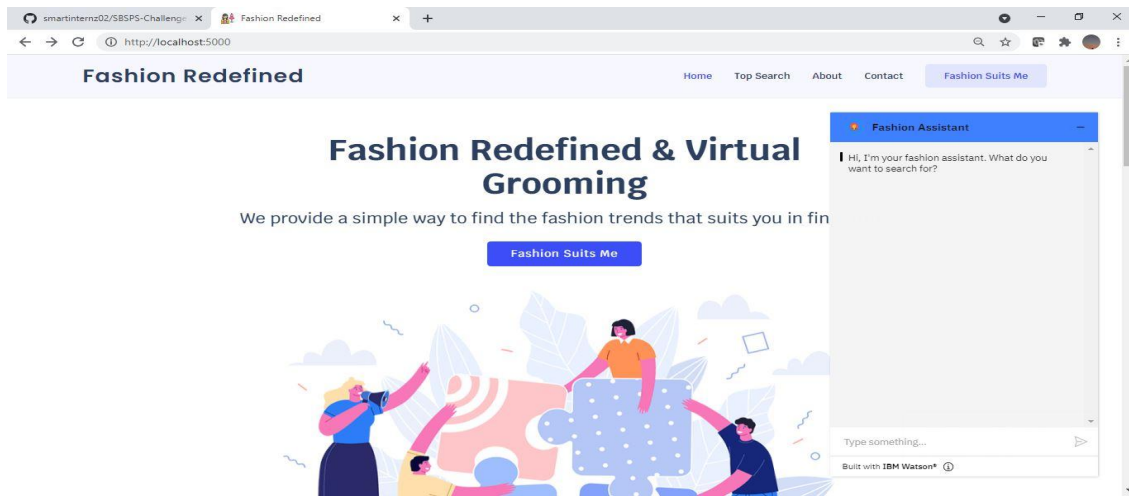 smartinternz02/SBSPS-Challenge
Fashion Redefined
http://localhost:5000
Fashion Redefined
Home Top Search About Contact Fashion Suits Me
Fashion Redefined & Virtual
Grooming
We provide a simple way to find the fashion trends that suits you in fin
Fashion Suits Me
Fashion Assistant
Hi, I'm your fashion assistant. What do you
want to search for?
Type something...
Built with IBM Watson®